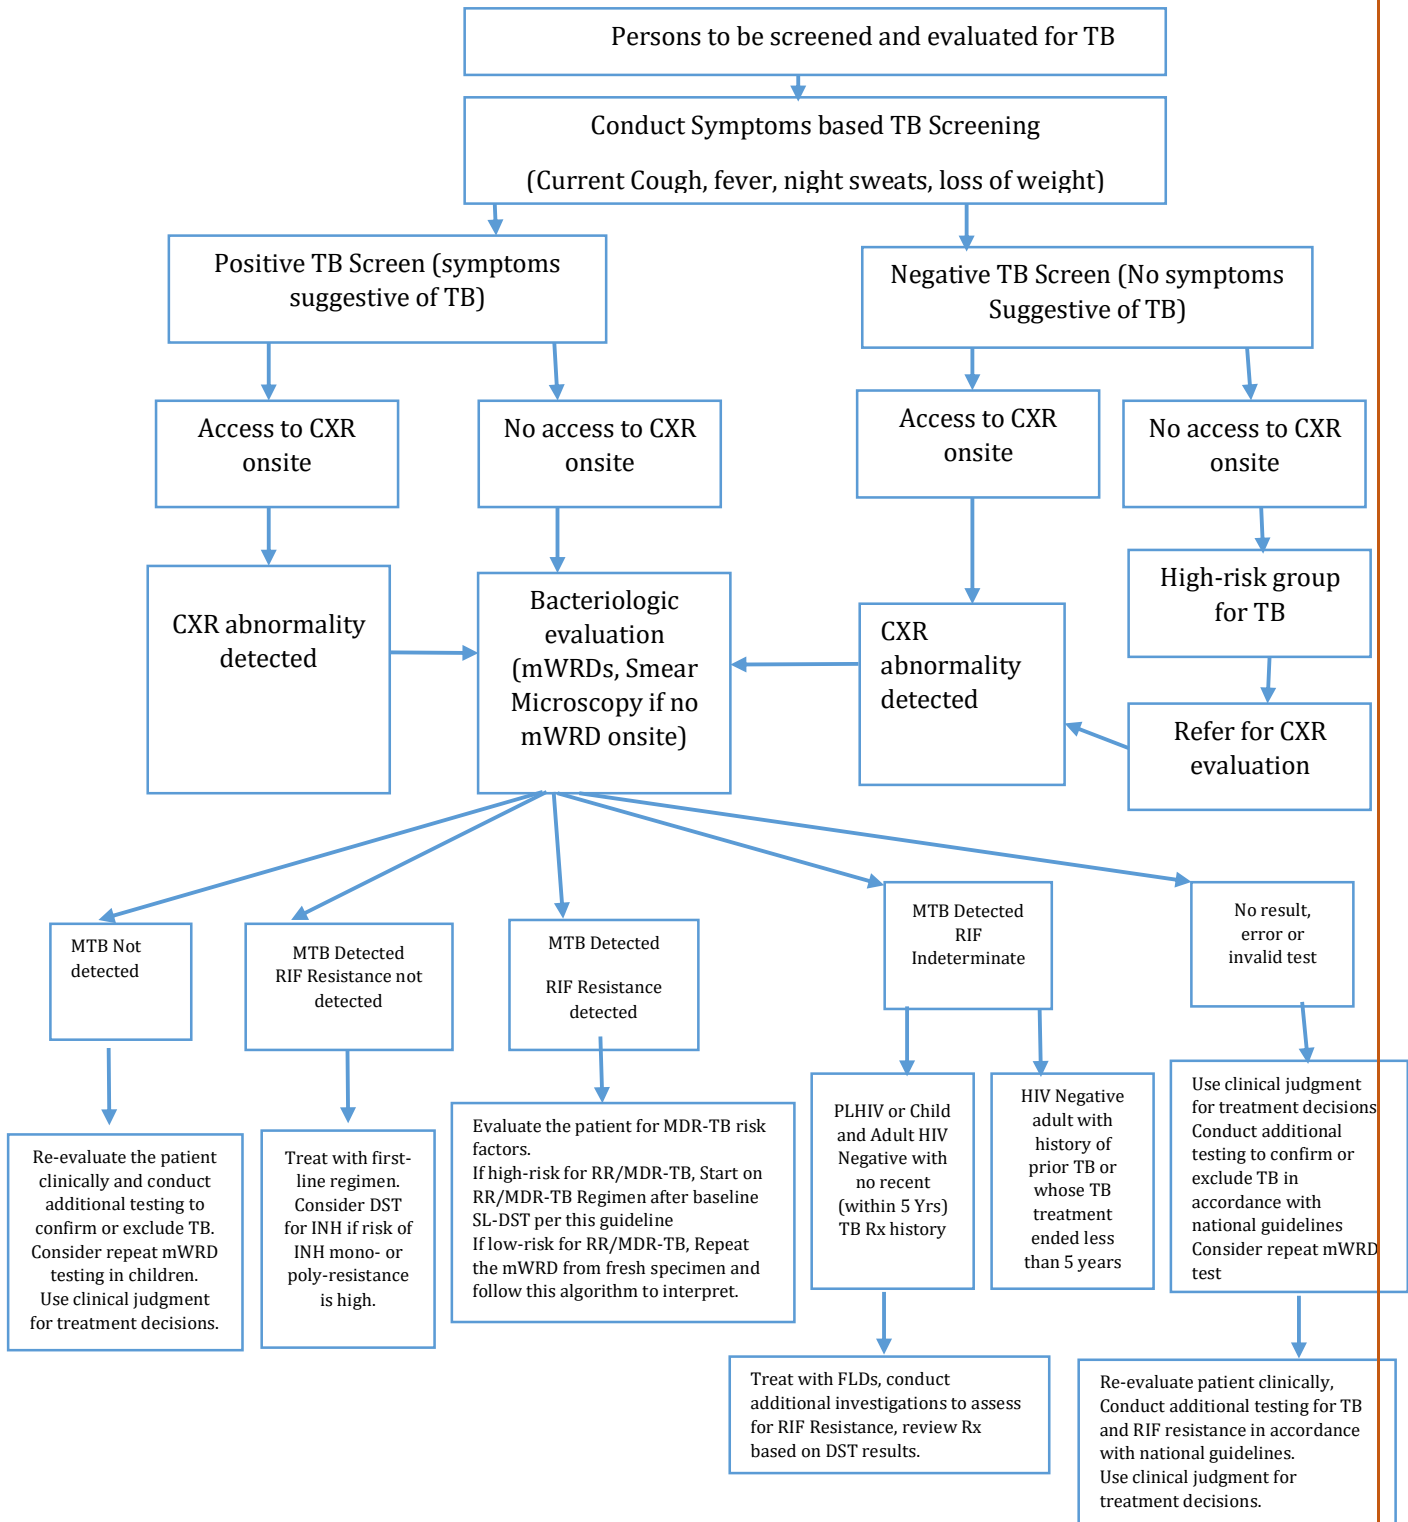 Persons to be screened and evaluated for TB
Conduct Symptoms based TB Screening
(Current Cough, fever, night sweats, loss of weight)
Positive TB Screen (symptoms
suggestive of TB)
Negative TB Screen (No symptoms
Suggestive of TB)
Access to CXR
onsite
No access to CXR
onsite
Access to CXR
onsite
No access to CXR
onsite
CXR abnormality
detected
Bacteriologic
evaluation
(mWRDs, Smear
Microscopy if no
mWRD onsite)
CXR
abnormality
detected
High-risk group
for TB
Refer for CXR
evaluation
MTB Not
detected
MTB Detected
RIF Resistance not
detected
MTB Detected
RIF Resistance
detected
MTB Detected
RIF
Indeterminate
No result,
error or
invalid test
Re-evaluate the patient
clinically and conduct
additional testing to
confirm or exclude TB.
Consider repeat mWRD
testing in children.
Use clinical judgment
for treatment decisions.
Treat with first-
line regimen.
Consider DST
for INH if risk of
INH mono- or
poly-resistance
is high.
Evaluate the patient for MDR-TB risk
factors.
If high-risk for RR/MDR-TB, Start on
RR/MDR-TB Regimen after baseline
SL-DST per this guideline
If low-risk for RR/MDR-TB, Repeat
the mWRD from fresh specimen and
follow this algorithm to interpret.
PLHIV or Child
and Adult HIV
Negative with
no recent
(within 5 Yrs)
TB Rx history
HIV Negative
adult with
history of
prior TB or
whose TB
treatment
ended less
than 5 years
Use clinical judgment
for treatment decisions
Conduct additional
testing to confirm or
exclude TB in
accordance with
national guidelines
Consider repeat mWRD
test
Treat with FLDs, conduct
additional investigations to assess
for RIF Resistance, review Rx
based on DST results.
Re-evaluate patient clinically,
Conduct additional testing for TB
and RIF resistance in accordance
with national guidelines.
Use clinical judgment for
treatment decisions.